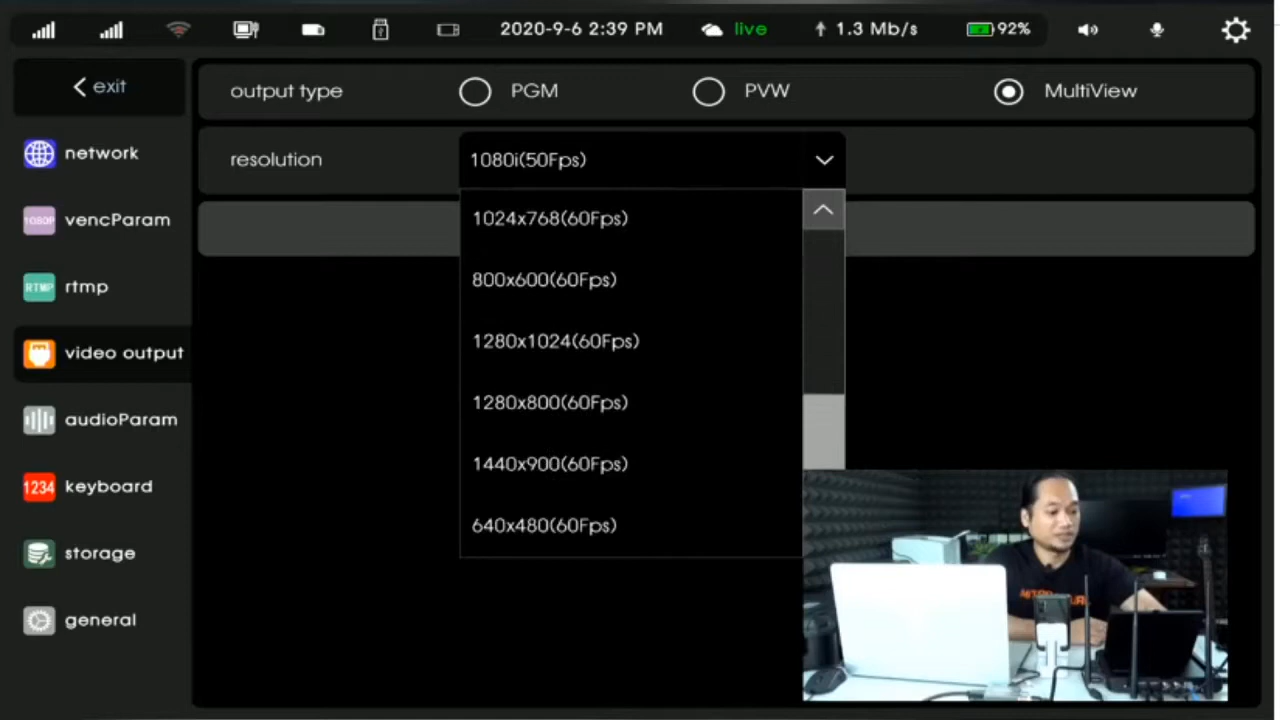 2020-9-6 2:39 PM live 1.3 Mb/s 92%
exit
output type PGM PVW MultiView
network
resolution 1080i(50Fps)
1080P vencParam
1024x768(60Fps)
800x600(60Fps)
RTMP rtmp
1280x1024(60Fps)
video output
1280x800(60Fps)
audioParam
1440x900(60Fps)
1234 keyboard
640x480(60Fps)
storage
general